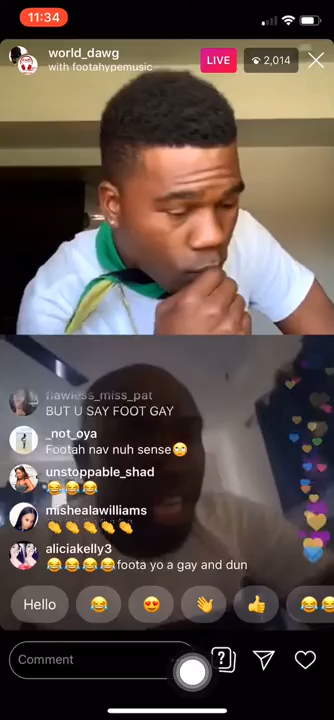 11:34
world_dawg
with footahypemusic
LIVE
2,014
flawless_miss_pat
BUT U SAY FOOT GAY
_not_oya
Footah nav nuh sense🙄
unstoppable_shad
😂😂😂
mishealawilliams
👏👏👏👏👏
aliciakelly3
😂😂😂😂foota yo a gay and dun
Hello
Comment